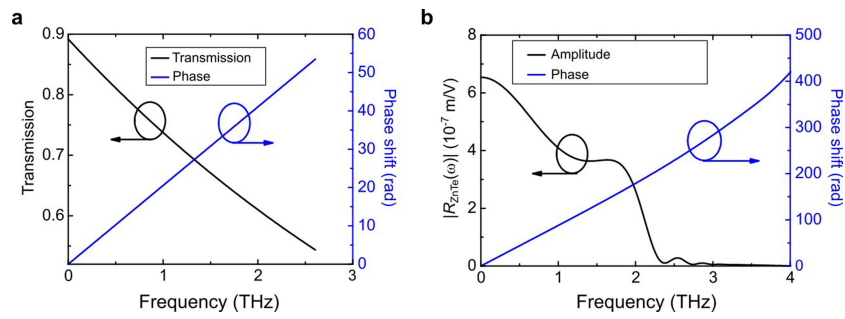 a
0.9
0.8
0.7
0.6
Transmission
Transmission
Phase
60
50
40
30
20
10
0
Phase shift (rad)
0
1
2
3
Frequency (THz)
b
8
6
4
2
0
|R_ZnTe(ω)| (10⁻⁷ m/V)
Amplitude
Phase
500
400
300
200
100
0
Phase shift (rad)
0
1
2
3
4
Frequency (THz)